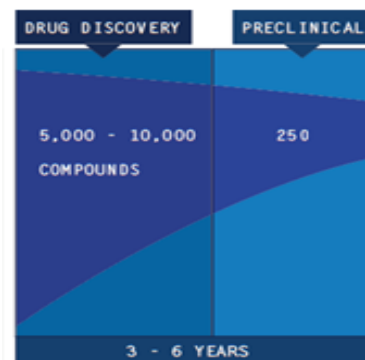 DRUG DISCOVERY
PRECLINICAL
5,000 - 10,000
COMPOUNDS
250
3 - 6 YEARS